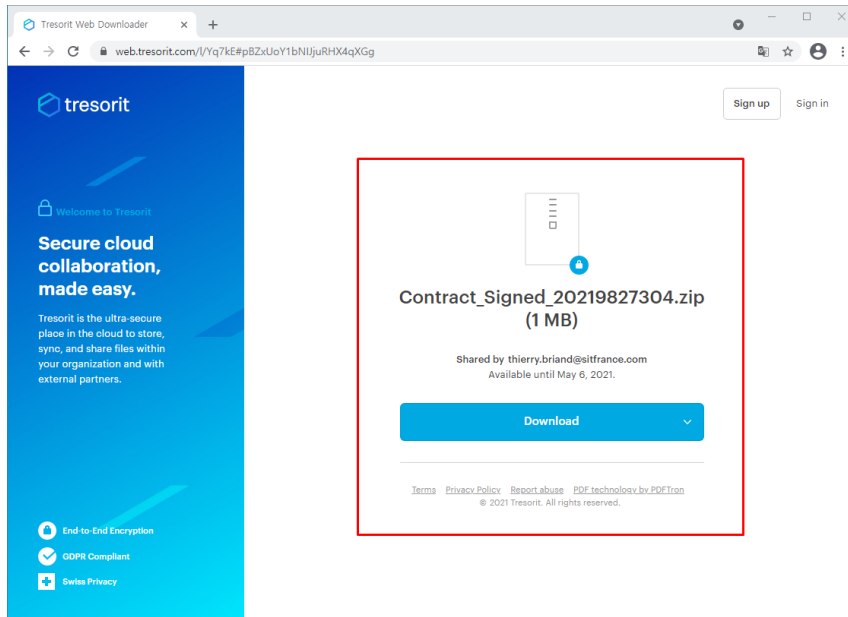 Tresorit Web Downloader
web.tresorit.com/l/Yq7kE#pBZxUoY1bNIJjuRHX4qXGg
tresorit
Sign up
Sign in
Welcome to Tresorit
Secure cloud
collaboration,
made easy.
Tresorit is the ultra-secure
place in the cloud to store,
sync, and share files within
your organization and with
external partners.
End-to-End Encryption
GDPR Compliant
Swiss Privacy
Contract_Signed_20219827304.zip
(1 MB)
Shared by thierry.briand@sitfrance.com
Available until May 6, 2021.
Download
Terms Privacy Policy Report abuse PDF technology by PDFTron
© 2021 Tresorit. All rights reserved.